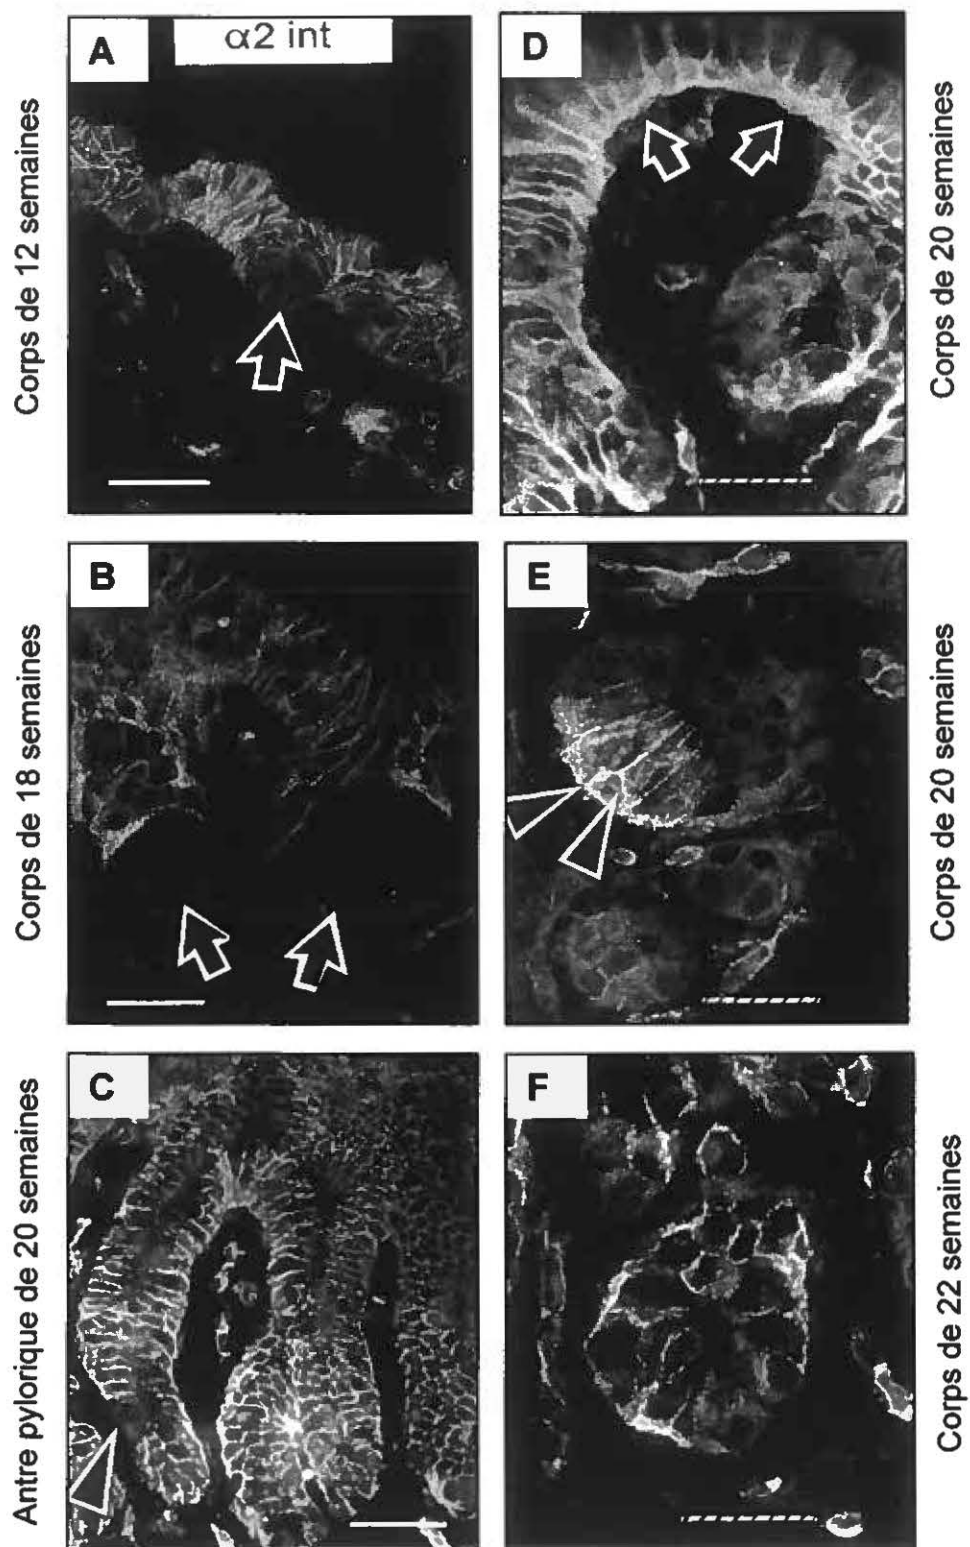 A
α2 int
Corps de 12 semaines
B
Corps de 18 semaines
C
Antre pylorique de 20 semaines
D
Corps de 20 semaines
E
Corps de 20 semaines
F
Corps de 22 semaines